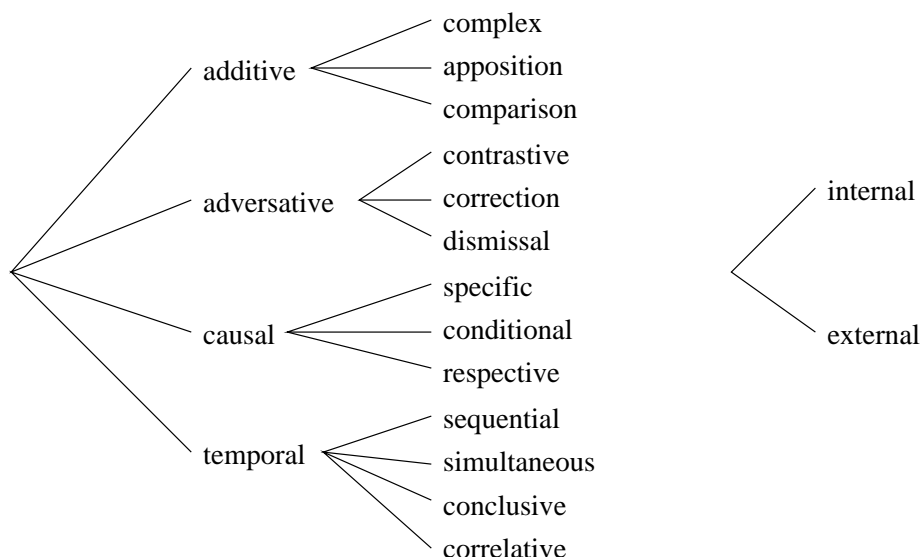 complex
additive
apposition
comparison
contrastive
adversative
correction
dismissal
specific
causal
conditional
respective
sequential
temporal
simultaneous
conclusive
correlative
internal
external